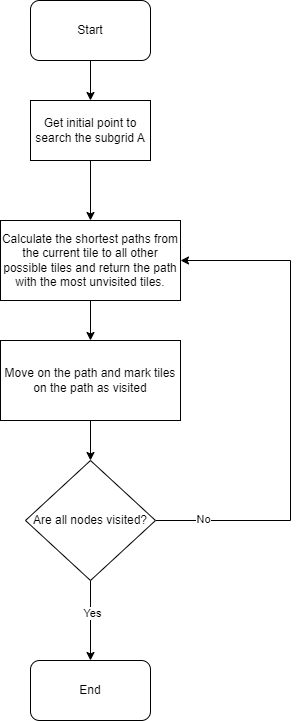 Start
Get initial point to
search the subgrid A
Calculate the shortest paths from
the current tile to all other
possible tiles and return the path
with the most unvisited tiles.
Move on the path and mark tiles
on the path as visited
Are all nodes visited?
No
Yes
End